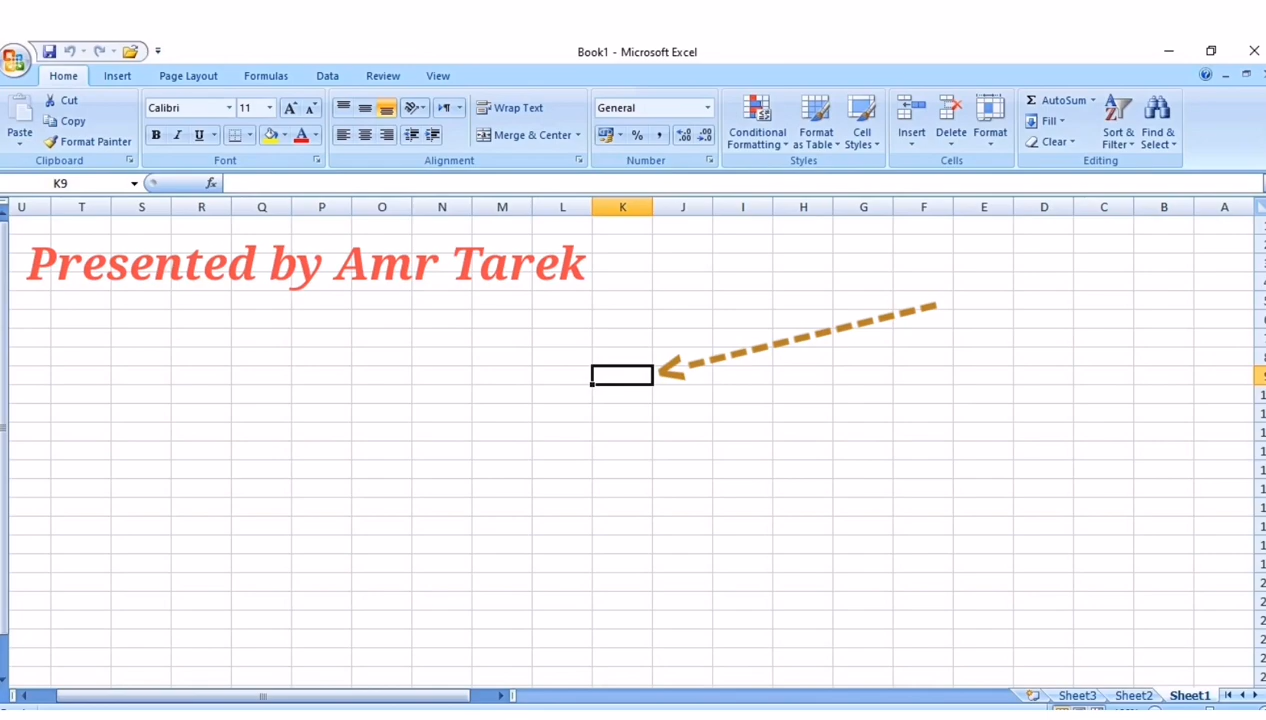 Book1 - Microsoft Excel
Home Insert Page Layout Formulas Data Review View
Cut Calibri 11 A A Wrap Text General AutoSum
Copy Fill
Paste Format Painter B I U Merge & Center % , .00 .00 Conditional Formatting Format as Table Cell Styles Insert Delete Format Clear Sort & Filter Find & Select
Clipboard Font Alignment Number Styles Cells Editing
K9 fx
U T S R Q P O N M L K J I H G F E D C B A
Presented by Amr Tarek
Sheet3 Sheet2 Sheet1